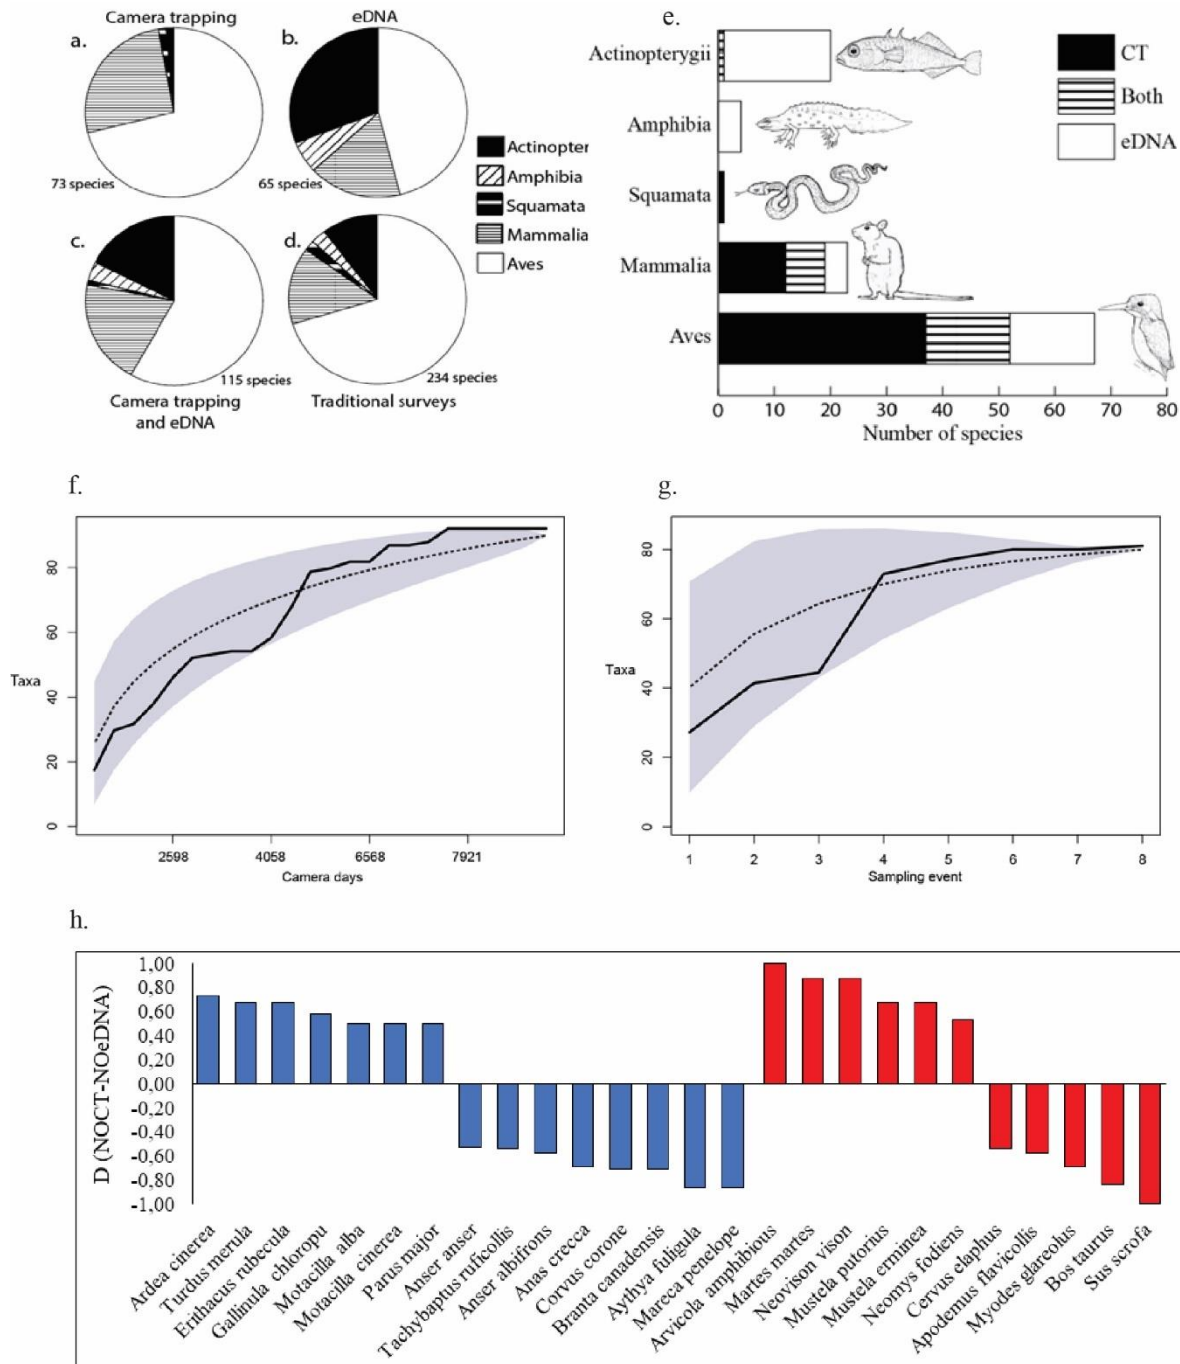 Camera trapping
eDNA
a.
b.
73 species
65 species
Actinopter
Amphibia
Squamata
Mammalia
Aves
c.
d.
115 species
234 species
Camera trapping
and eDNA
Traditional surveys
e.
Actinopterygii
Amphibia
Squamata
Mammalia
Aves
CT
Both
eDNA
0 10 20 30 40 50 60 70 80
Number of species
f.
80
60
Taxa
40
20
0
2598 4058 6568 7921
Camera days
g.
80
60
Taxa
40
20
0
1 2 3 4 5 6 7 8
Sampling event
h.
D (NOCT-NOeDNA)
1,00
0,80
0,60
0,40
0,20
0,00
-0,20
-0,40
-0,60
-0,80
-1,00
Ardea cinerea
Turdus merula
Erithacus rubecula
Gallinula chloropu
Motacilla alba
Motacilla cinerea
Parus major
Anser anser
Tachybaptus ruficollis
Anser albifrons
Anas crecca
Corvus corone
Branta canadensis
Aythya fuligula
Mareca penelope
Arvicola amphibious
Martes martes
Neovison vison
Mustela putorius
Mustela erminea
Neomys fodiens
Cervus elaphus
Apodemus flavicollis
Myodes glareolus
Bos taurus
Sus scrofa